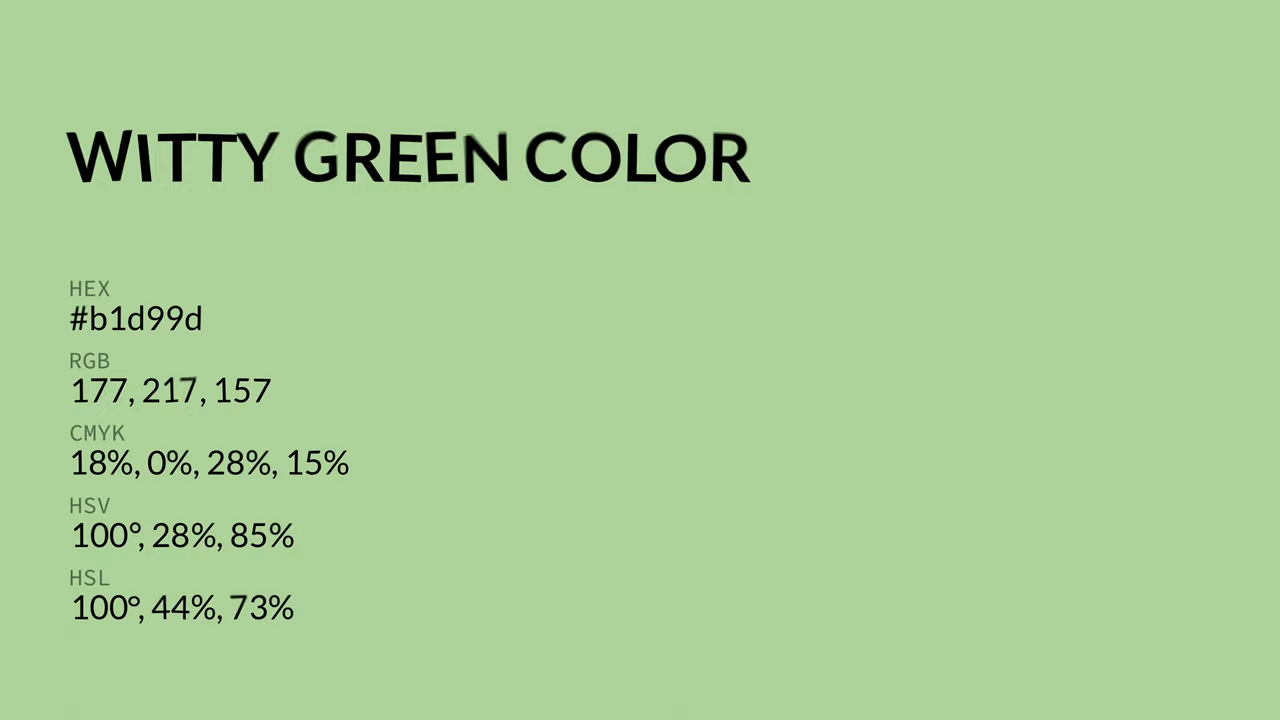 WITTY GREEN COLOR
HEX
#b1d99d
RGB
177, 217, 157
CMYK
18%, 0%, 28%, 15%
HSV
100°, 28%, 85%
HSL
100°, 44%, 73%